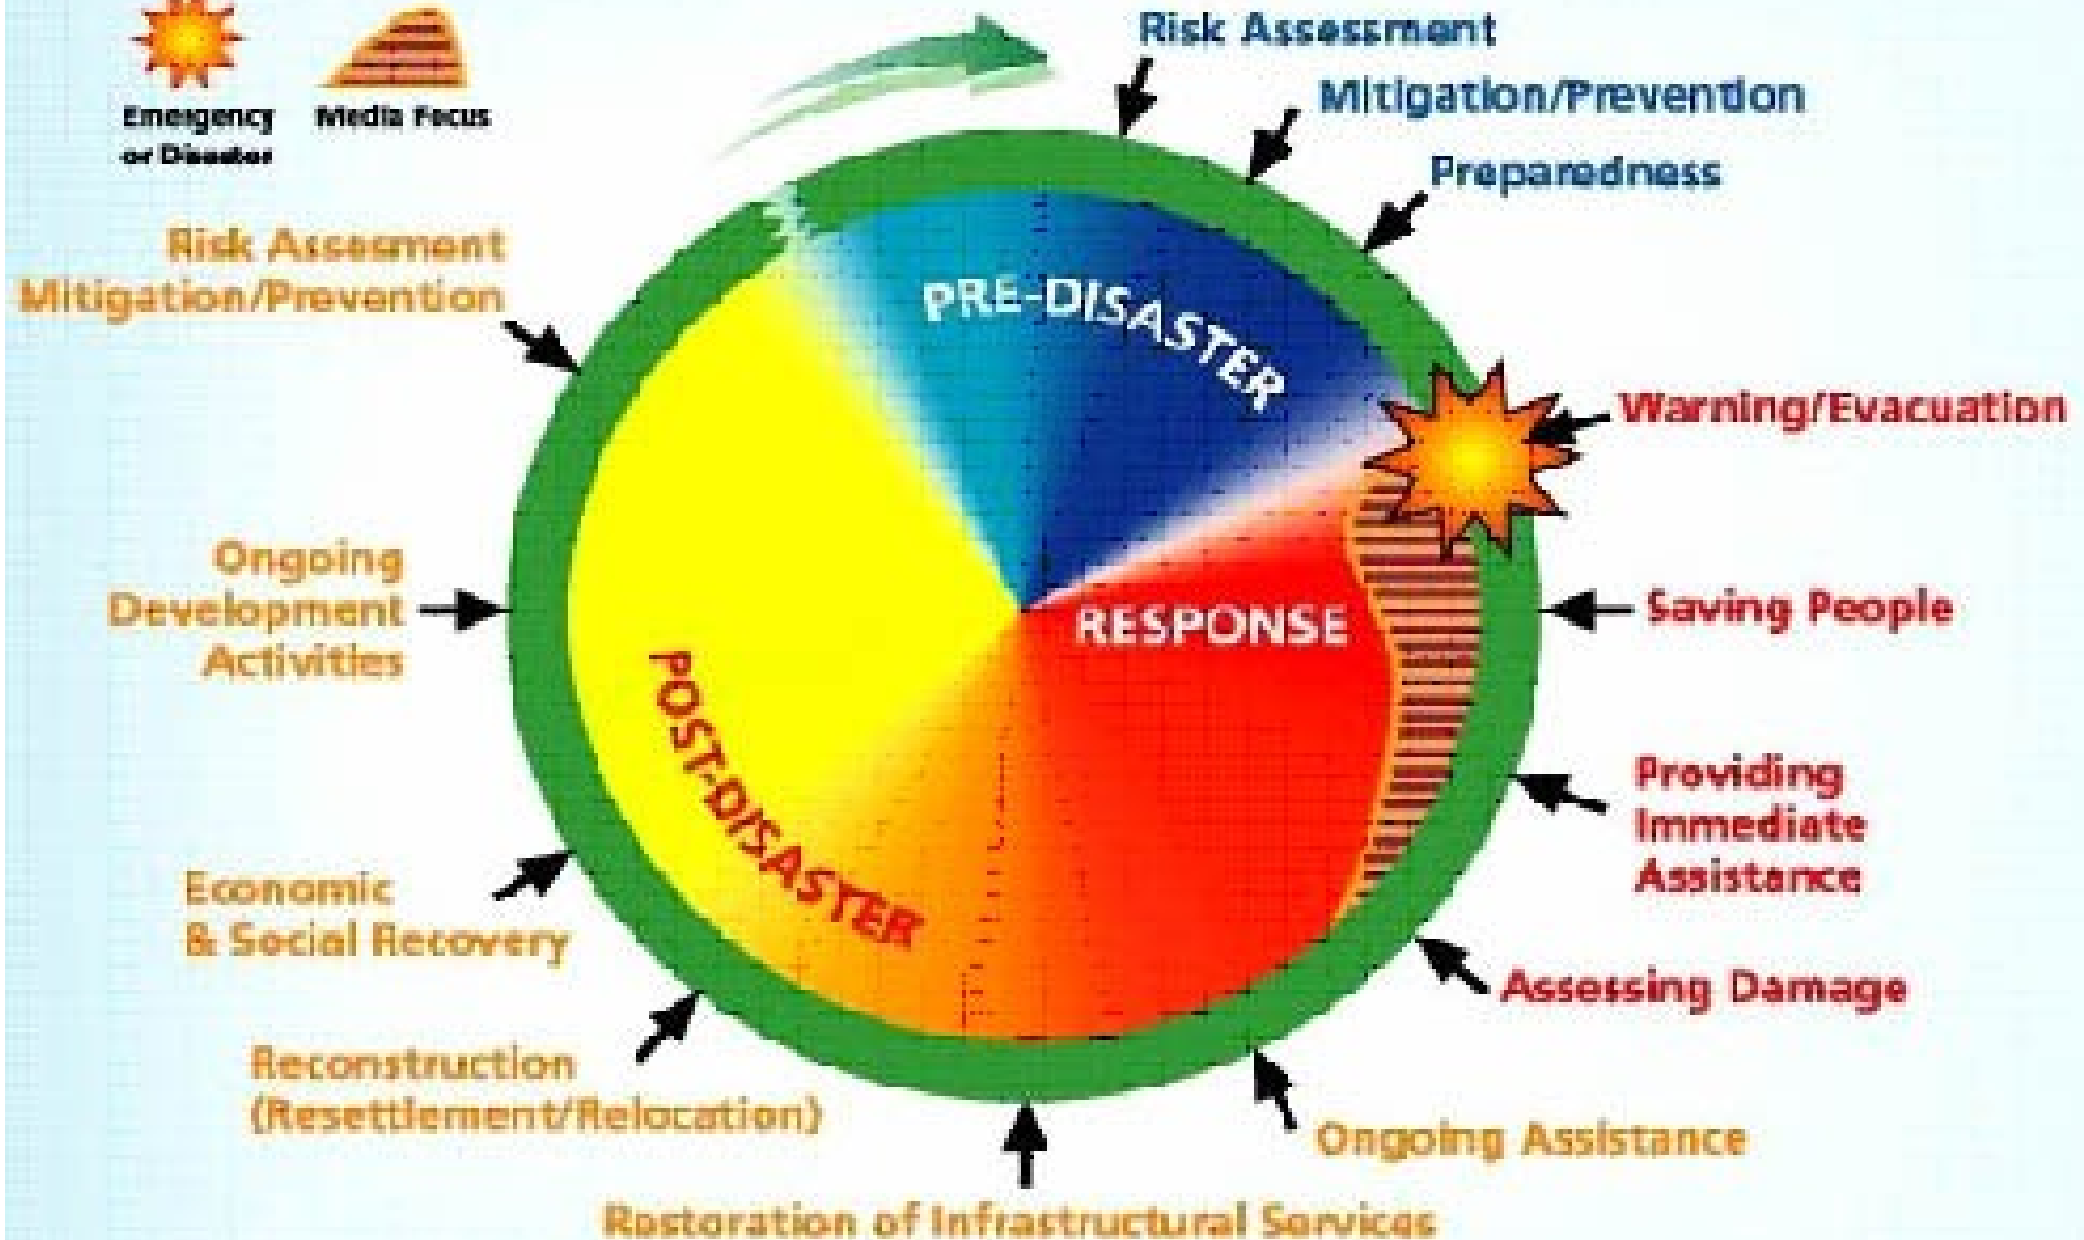 Emergency
or Disaster
Media Focus
Risk Assessment
Mitigation/Prevention
Preparedness
Warning/Evacuation
Saving People
Providing
Immediate
Assistance
Assessing Damage
Ongoing Assistance
Restoration of Infrastructural Services
Reconstruction
(Resettlement/Relocation)
Economic
& Social Recovery
Ongoing
Development
Activities
Risk Assesment
Mitigation/Prevention
PRE-DISASTER
RESPONSE
POST-DISASTER